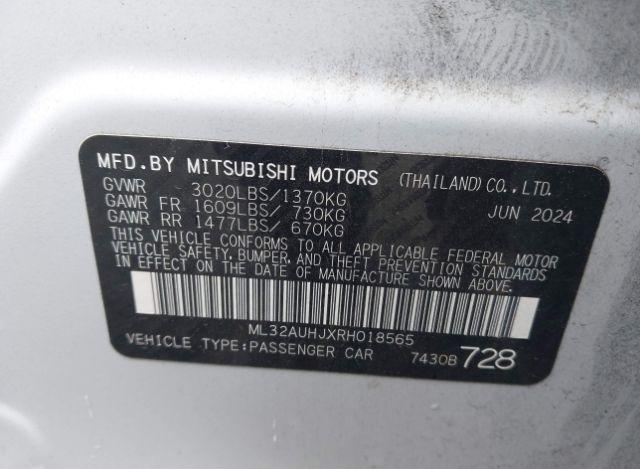 MFD.BY MITSUBISHI MOTORS (THAILAND)CO.,LTD.
GVWR 3020LBS/1370KG
GAWR FR 1609LBS/ 730KG JUN 2024
GAWR RR 1477LBS/ 670KG
THIS VEHICLE CONFORMS TO ALL APPLICABLE FEDERAL MOTOR
VEHICLE SAFETY, BUMPER, AND THEFT PREVENTION STANDARDS
IN EFFECT ON THE DATE OF MANUFACTURE SHOWN ABOVE.
ML32AUHJXRH018565
VEHICLE TYPE:PASSENGER CAR 7430B 728